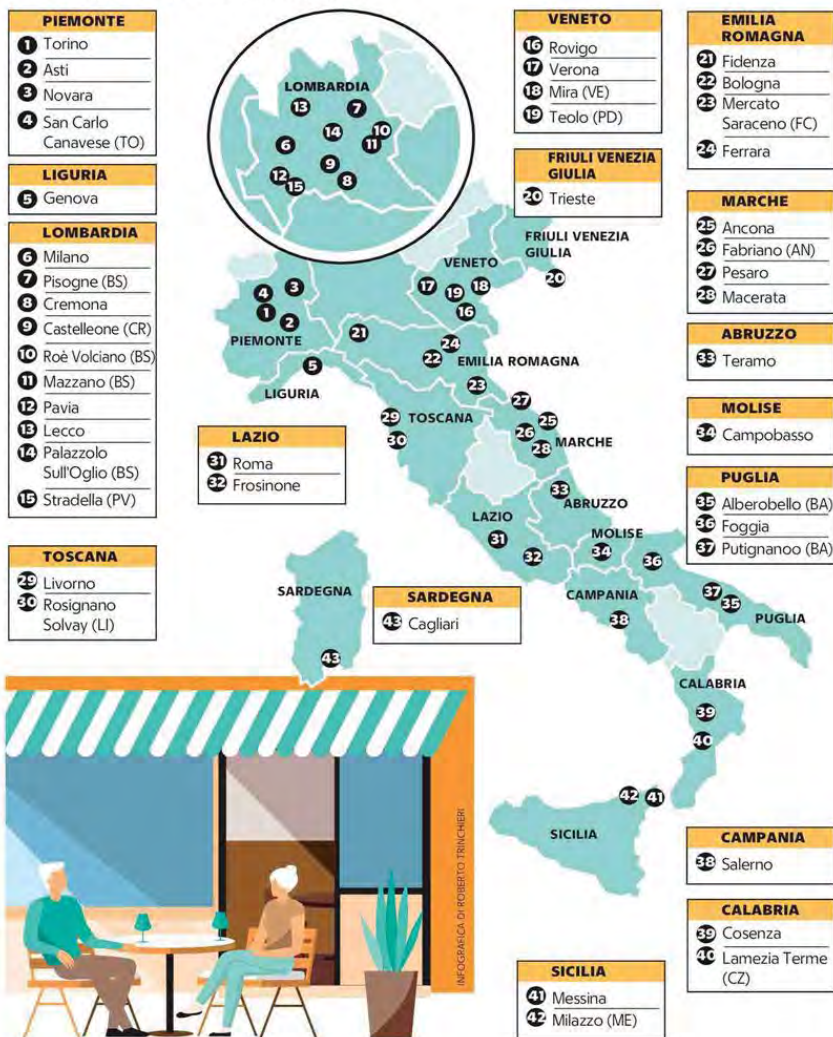 PIEMONTE
1 Torino
2 Asti
3 Novara
4 San Carlo
Canavese (TO)
LIGURIA
5 Genova
LOMBARDIA
6 Milano
7 Pisogne (BS)
8 Cremona
9 Castelleone (CR)
10 Roè Volciano (BS)
11 Mazzano (BS)
12 Pavia
13 Lecco
14 Palazzolo
Sull'Oglio (BS)
15 Stradella (PV)
TOSCANA
29 Livorno
30 Rosignano
Solvay (LI)
LOMBARDIA
13 7
14 10
6 11
9
12 8
15
VENETO
16 Rovigo
17 Verona
18 Mira (VE)
19 Teolo (PD)
FRIULI VENEZIA
GIULIA
20 Trieste
EMILIA
ROMAGNA
21 Fidenza
22 Bologna
23 Mercato
Saraceno (FC)
24 Ferrara
MARCHE
25 Ancona
26 Fabriano (AN)
27 Pesaro
28 Macerata
ABRUZZO
33 Teramo
MOLISE
34 Campobasso
PUGLIA
35 Alberobello (BA)
36 Foggia
37 Putignanoo (BA)
FRIULI VENEZIA
GIULIA
20
VENETO
17 19 18
16
4 3
1 2
PIEMONTE
21
24
22
EMILIA ROMAGNA
5
LIGURIA
23
27
29
30
TOSCANA
25
26
28
MARCHE
LAZIO
31 Roma
32 Frosinone
33
ABRUZZO
LAZIO
31
32
MOLISE
34
36
SARDEGNA
43
SARDEGNA
43 Cagliari
CAMPANIA
38
37
35
PUGLIA
CALABRIA
39
40
42 41
SICILIA
CAMPANIA
38 Salerno
CALABRIA
39 Cosenza
40 Lamezia Terme
(CZ)
SICILIA
41 Messina
42 Milazzo (ME)
INFOGRAFICA DI ROBERTO TRINCHIERI